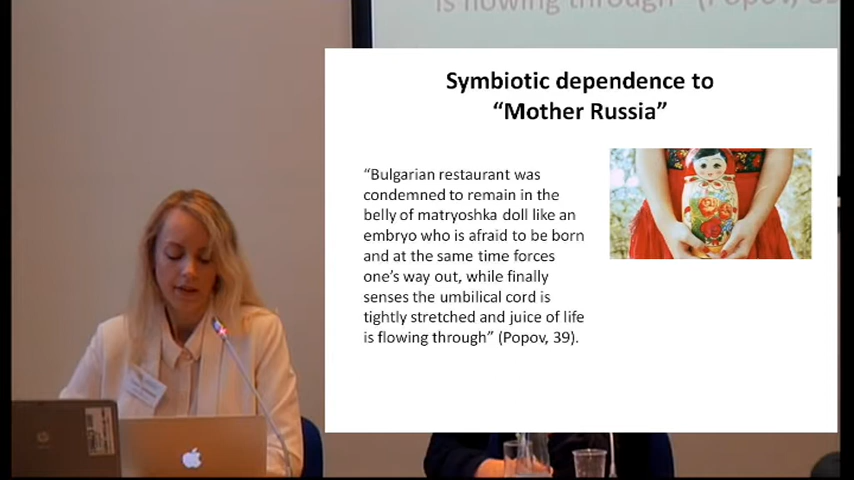 is flowing through" (Popov, 39
Symbiotic dependence to
“Mother Russia”
“Bulgarian restaurant was
condemned to remain in the
belly of matryoshka doll like an
embryo who is afraid to be born
and at the same time forces
one’s way out, while finally
senses the umbilical cord is
tightly stretched and juice of life
is flowing through” (Popov, 39).
hp